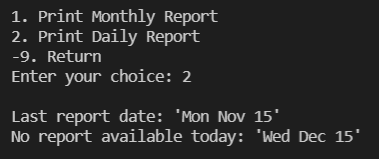 1. Print Monthly Report
2. Print Daily Report
-9. Return
Enter your choice: 2
Last report date: 'Mon Nov 15'
No report available today: 'Wed Dec 15'